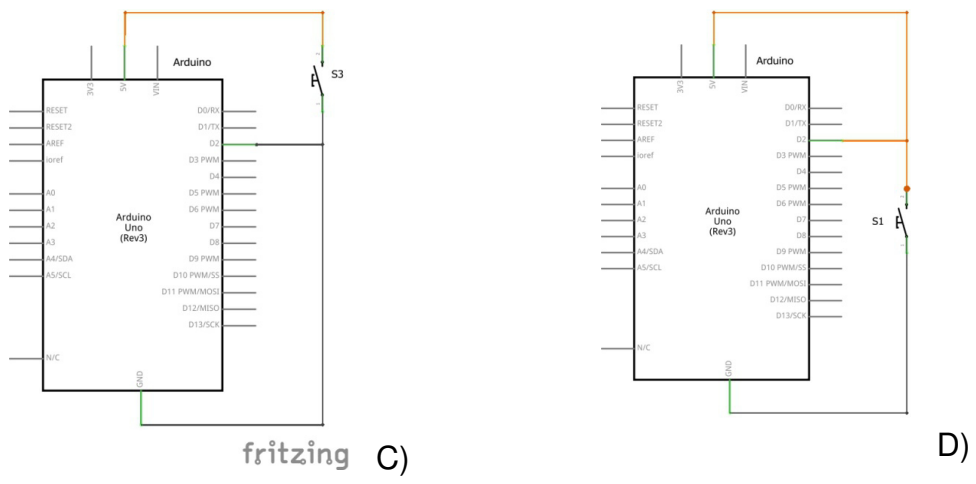 Arduino
3V3
5V
VIN
S3
RESET
RESET2
AREF
ioref
A0
A1
A2
A3
A4/SDA
A5/SCL
N/C
D0/RX
D1/TX
D2
D3 PWM
D4
D5 PWM
D6 PWM
D7
D8
D9 PWM
D10 PWM/SS
D11 PWM/MOSI
D12/MISO
D13/SCK
Arduino
Uno
(Rev3)
GND
fritzing
C)
Arduino
3V3
5V
VIN
RESET
RESET2
AREF
ioref
A0
A1
A2
A3
A4/SDA
A5/SCL
N/C
D0/RX
D1/TX
D2
D3 PWM
D4
D5 PWM
D6 PWM
D7
D8
D9 PWM
D10 PWM/SS
D11 PWM/MOSI
D12/MISO
D13/SCK
Arduino
Uno
(Rev3)
S1
GND
D)